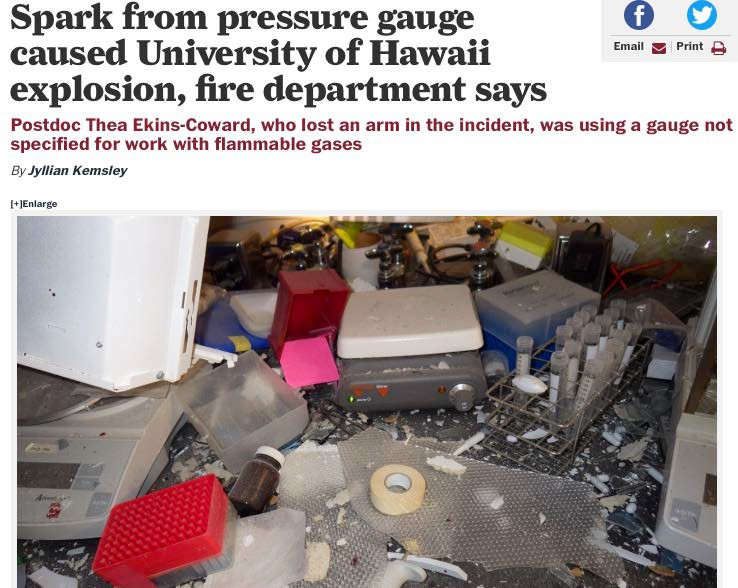 Spark from pressure gauge
caused University of Hawaii
explosion, fire department says
Email Print
Postdoc Thea Ekins-Coward, who lost an arm in the incident, was using a gauge not
specified for work with flammable gases
By Jyllian Kemsley
[+]Enlarge